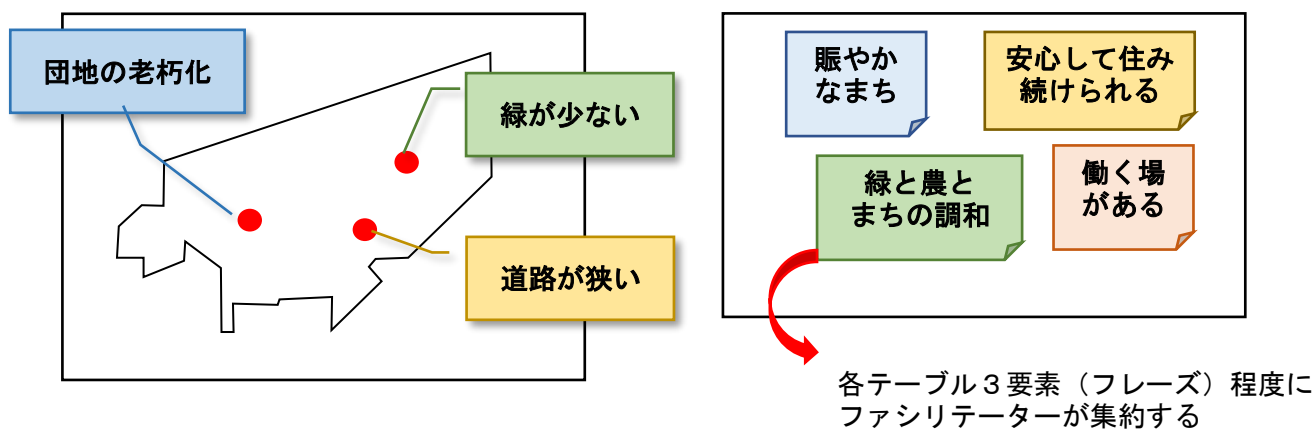 団地の老朽化
緑が少ない
道路が狭い
賑やか
なまち
安心して住み
続けられる
緑と農と
まちの調和
働く場
がある
各テーブル３要素（フレーズ）程度に
ファシリテーターが集約する